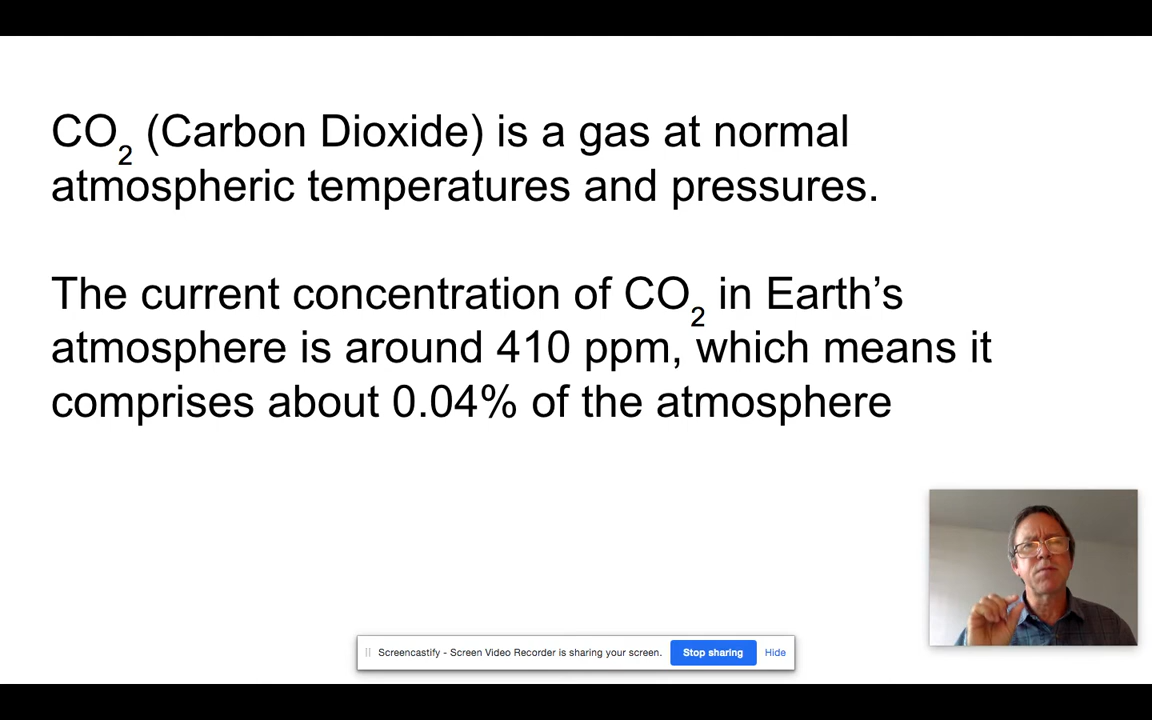 CO₂ (Carbon Dioxide) is a gas at normal
atmospheric temperatures and pressures.
The current concentration of CO₂ in Earth’s
atmosphere is around 410 ppm, which means it
comprises about 0.04% of the atmosphere
Screencastify - Screen Video Recorder is sharing your screen. Stop sharing Hide